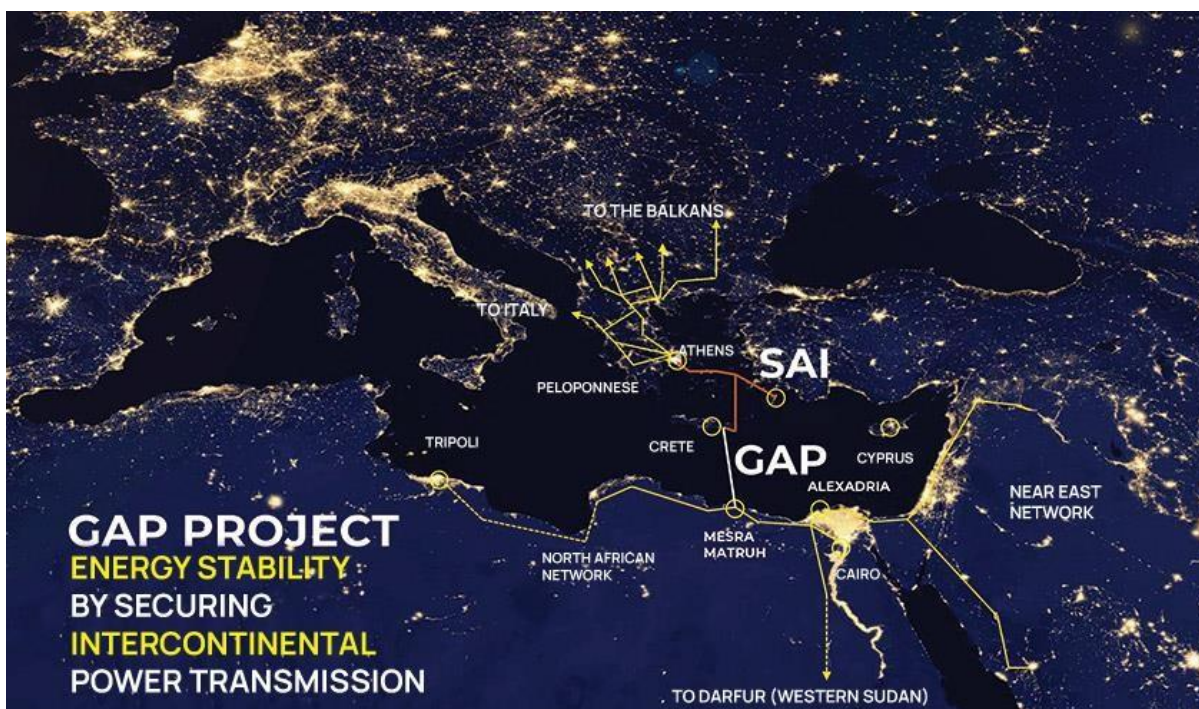 TO THE BALKANS
TO ITALY
ATHENS
SAI
PELOPONNESE
TRIPOLI
CRETE
GAP
CYPRUS
ALEXADRIA
NEAR EAST
NETWORK
MESRA
MATRUH
NORTH AFRICAN
NETWORK
CAIRO
TO DARFUR (WESTERN SUDAN)
GAP PROJECT
ENERGY STABILITY
BY SECURING
INTERCONTINENTAL
POWER TRANSMISSION